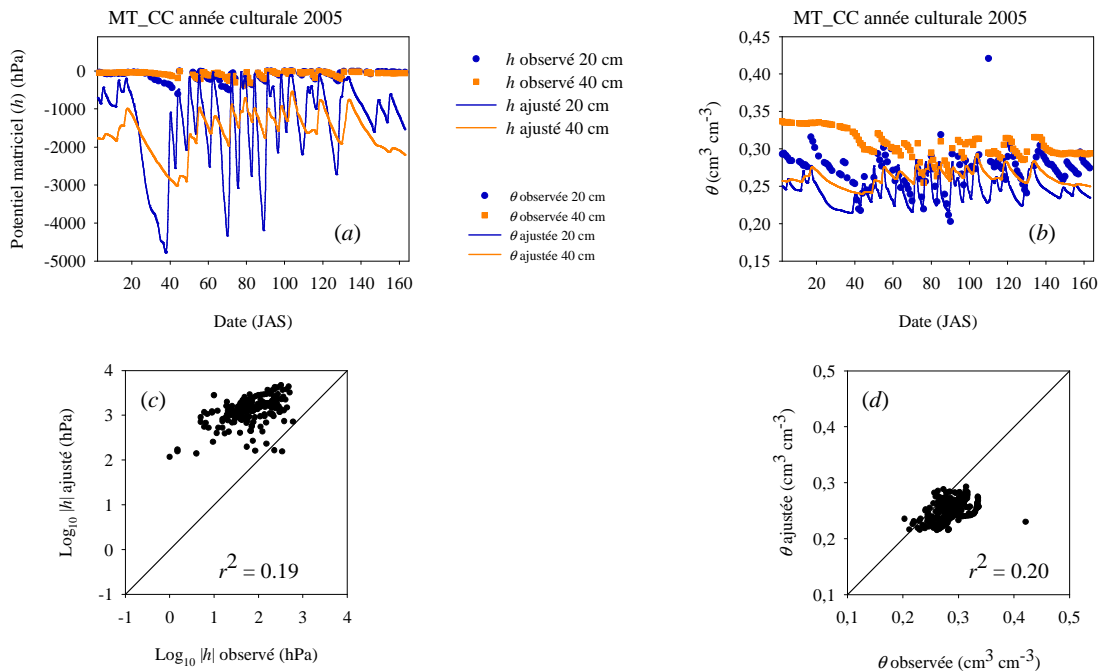 MT_CC année culturale 2005
Potentiel matriciel (h) (hPa)
0
-1000
-2000
-3000
-4000
-5000
(a)
20 40 60 80 100 120 140 160
Date (JAS)
h observé 20 cm
h observé 40 cm
h ajusté 20 cm
h ajusté 40 cm
θ observée 20 cm
θ observée 40 cm
θ ajustée 20 cm
θ ajustée 40 cm
MT_CC année culturale 2005
θ (cm³ cm-³)
0,45
0,40
0,35
0,30
0,25
0,20
0,15
(b)
20 40 60 80 100 120 140 160
Date (JAS)
Log₁₀ |h| ajusté (hPa)
4
3
2
1
0
-1
(c)
r² = 0.19
-1 0 1 2 3 4
Log₁₀ |h| observé (hPa)
θ ajustée (cm³ cm-³)
0,5
0,4
0,3
0,2
0,1
(d)
r² = 0.20
0,1 0,2 0,3 0,4 0,5
θ observée (cm³ cm-³)